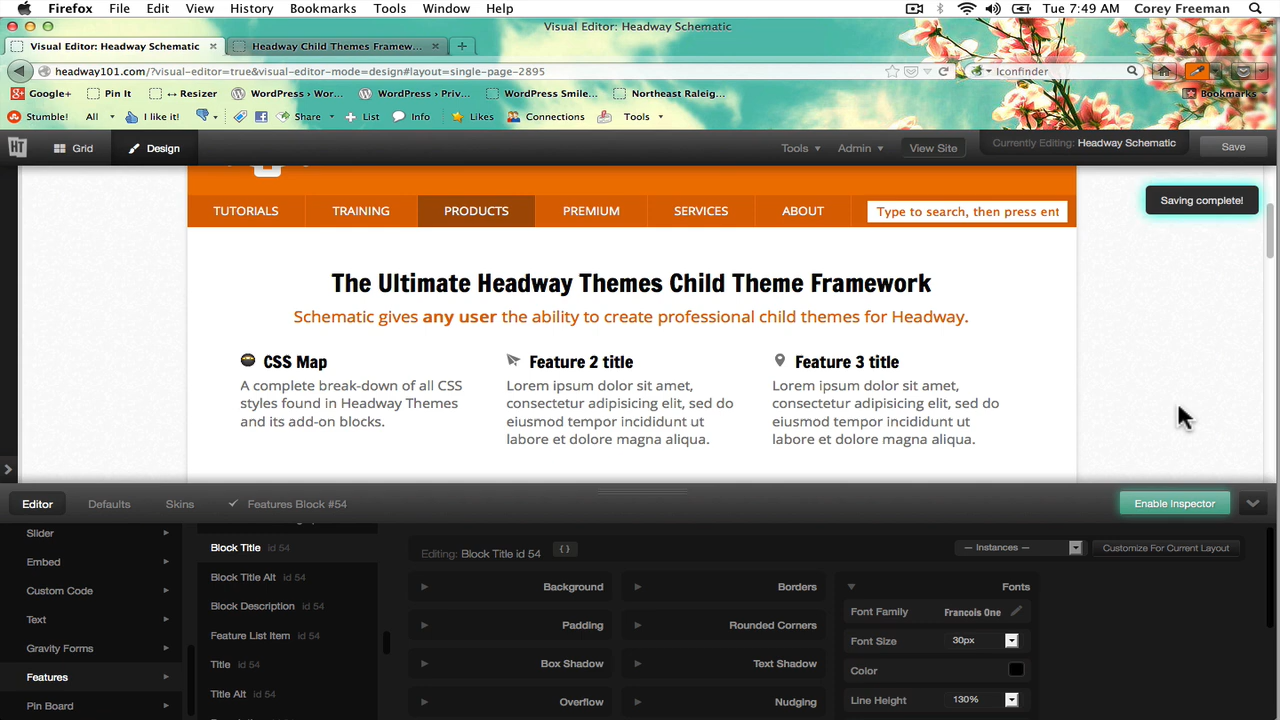 Firefox File Edit View History Bookmarks Tools Window Help Tue 7:49 AM Corey Freeman
Visual Editor: Headway Schematic
Visual Editor: Headway Schematic Headway Child Themes Framew...
headway101.com/?visual-editor=true&visual-editor-mode=design#layout=single-page-2895 Iconfinder
Google+ Pin It ↔ Resizer WordPress › Wor... WordPress › Priv... WordPress Smile... Northeast Raleig... Bookmarks
Stumble! All I like it! Share List Info Likes Connections Tools
HT Grid Design Tools Admin View Site Currently Editing: Headway Schematic Save
Saving complete!
TUTORIALS TRAINING PRODUCTS PREMIUM SERVICES ABOUT Type to search, then press ent
The Ultimate Headway Themes Child Theme Framework
Schematic gives any user the ability to create professional child themes for Headway.
CSS Map
A complete break-down of all CSS
styles found in Headway Themes
and its add-on blocks.
Feature 2 title
Lorem ipsum dolor sit amet,
consectetur adipisicing elit, sed do
eiusmod tempor incididunt ut
labore et dolore magna aliqua.
Feature 3 title
Lorem ipsum dolor sit amet,
consectetur adipisicing elit, sed do
eiusmod tempor incididunt ut
labore et dolore magna aliqua.
Editor Defaults Skins Features Block #54 Enable Inspector
Slider
Embed
Custom Code
Text
Gravity Forms
Features
Pin Board
Block Title id 54
Block Title Alt id 54
Block Description id 54
Feature List Item id 54
Title id 54
Title Alt id 54
Editing: Block Title id 54 { } — Instances — Customize For Current Layout
Background
Padding
Box Shadow
Overflow
Borders
Rounded Corners
Text Shadow
Nudging
Fonts
Font Family Francois One
Font Size 30px
Color
Line Height 130%